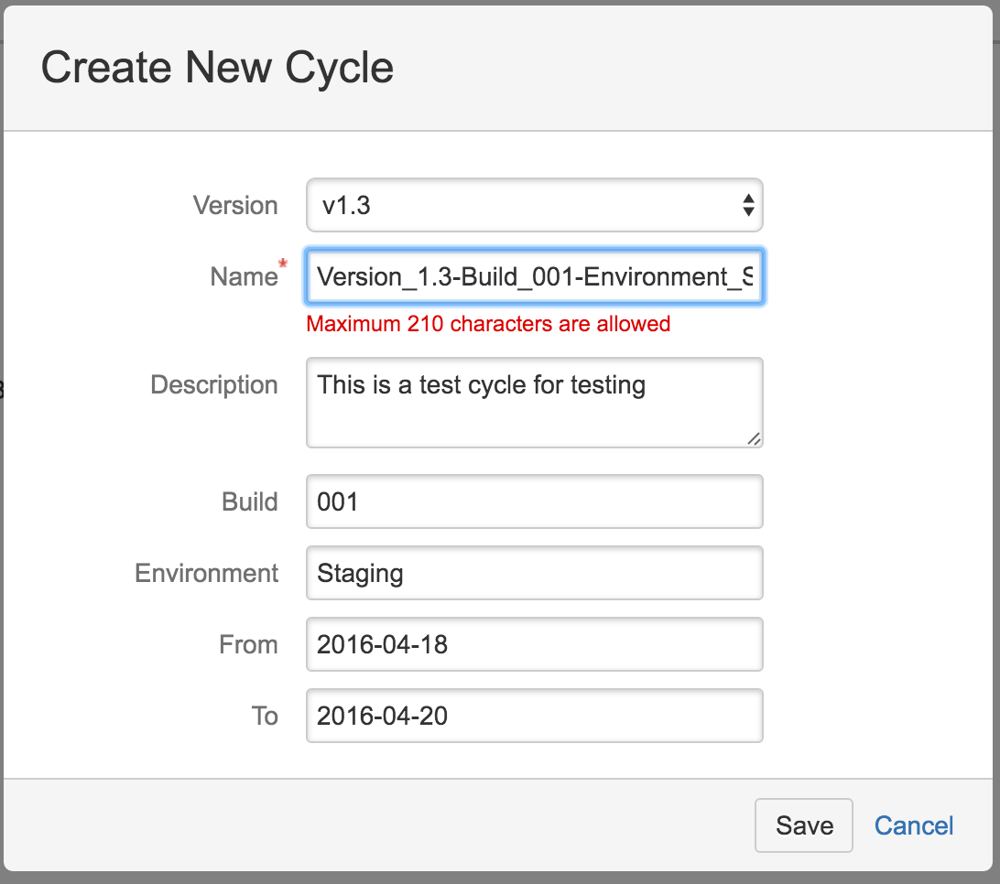 Create New Cycle
Version v1.3
Name* Version_1.3-Build_001-Environment_S
Maximum 210 characters are allowed
Description This is a test cycle for testing
Build 001
Environment Staging
From 2016-04-18
To 2016-04-20
Save Cancel